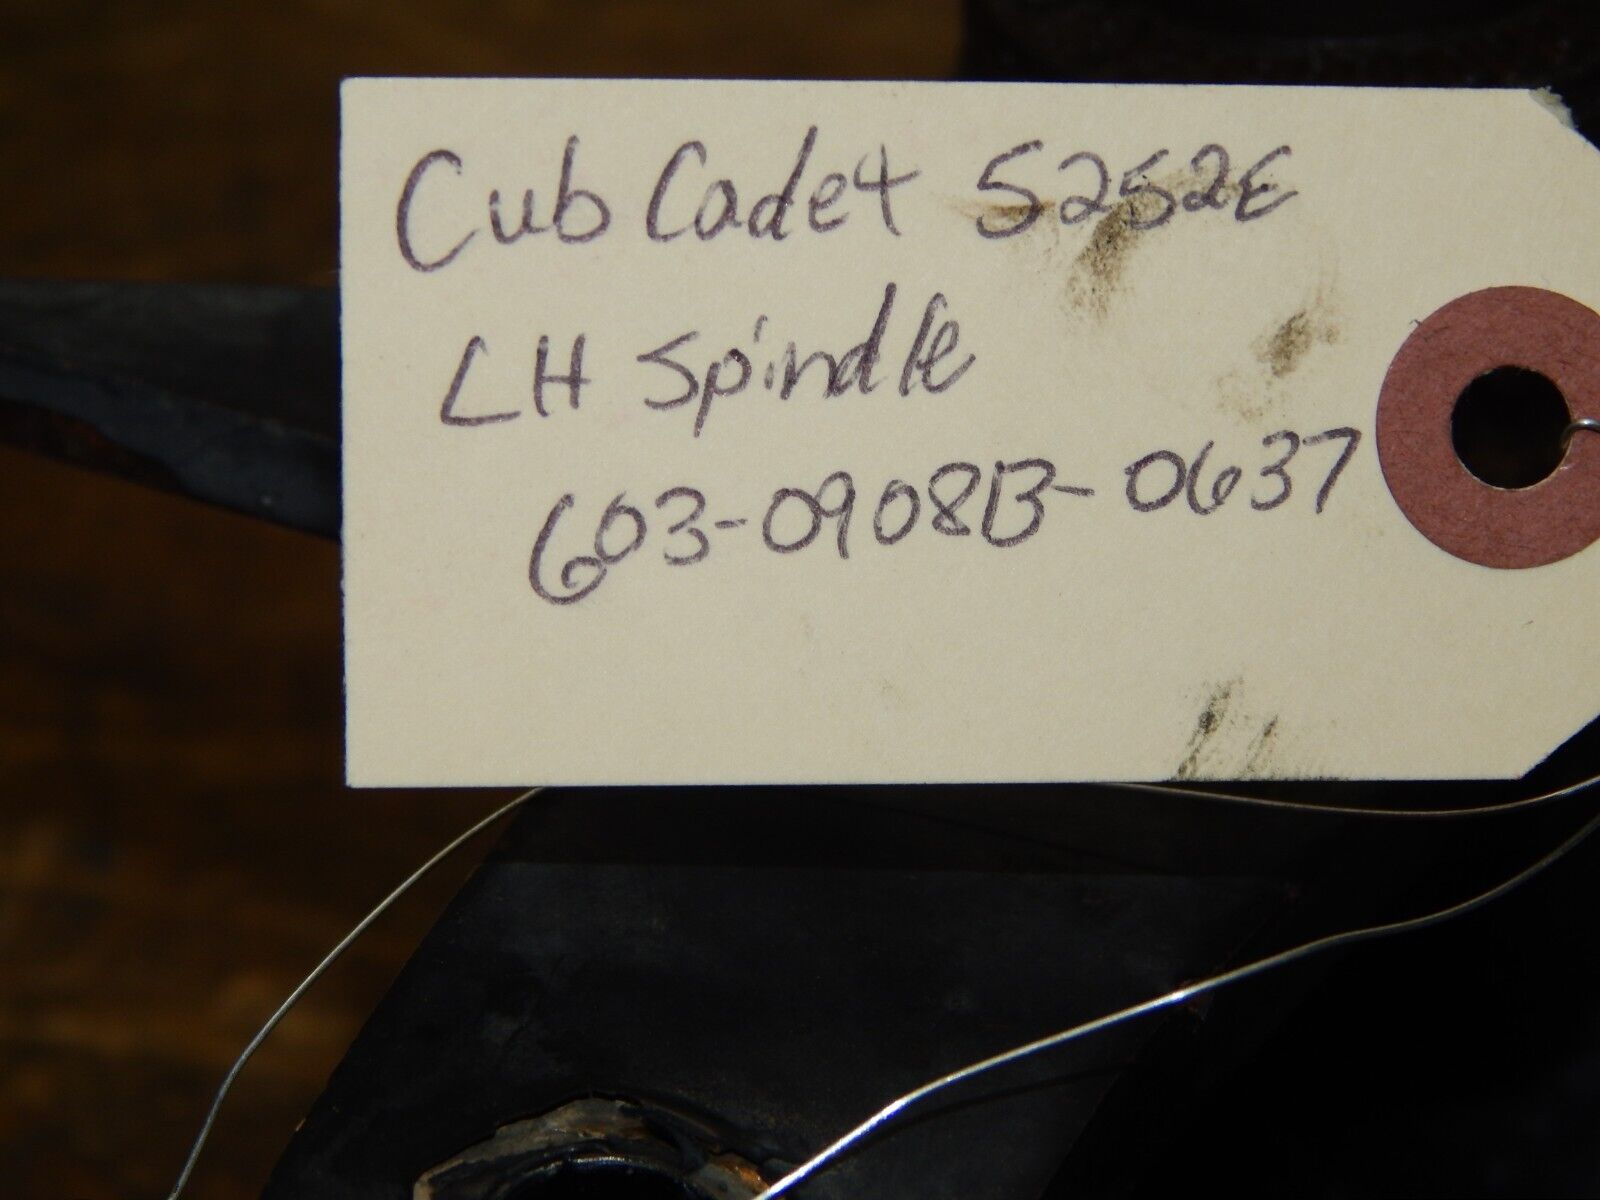 Cub Cadet 5252E
LH Spindle
603-0908B-0637